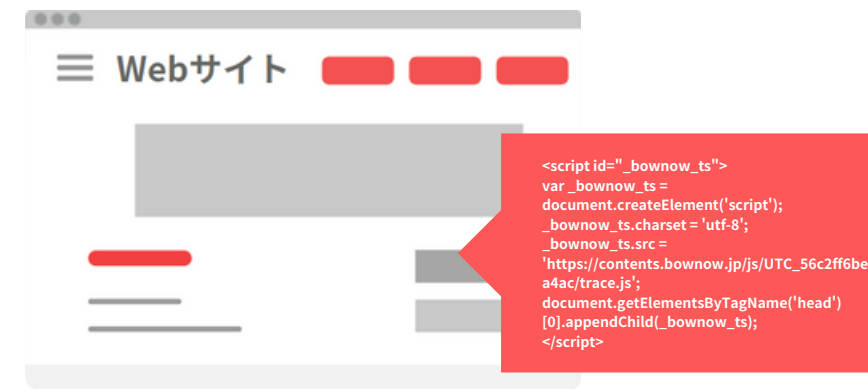 Webサイト
<script id="_bownow_ts">
var _bownow_ts =
document.createElement('script');
_bownow_ts.charset = 'utf-8';
_bownow_ts.src =
'https://contents.bownow.jp/js/UTC_56c2ff6be
a4ac/trace.js';
document.getElementsByTagName('head')
[0].appendChild(_bownow_ts);
</script>